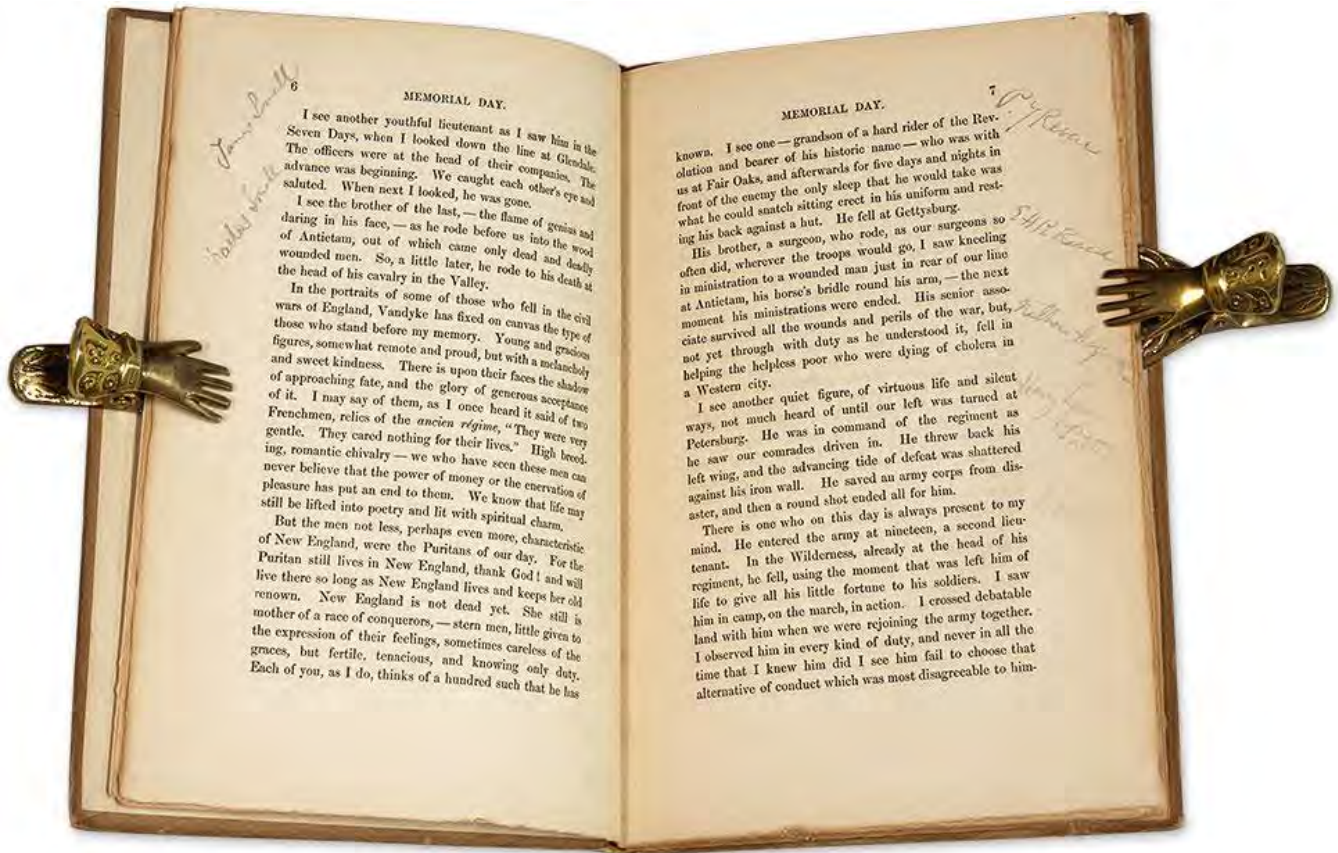 6
MEMORIAL DAY.
I see another youthful lieutenant as I saw him in the
Seven Days, when I looked down the line at Glendale.
The officers were at the head of their companies. The
advance was beginning. We caught each other's eye and
saluted. When next I looked, he was gone.
I see the brother of the last, — the flame of genius and
daring in his face, — as he rode before us into the wood
of Antietam, out of which came only dead and deadly
wounded men. So, a little later, he rode to his death at
the head of his cavalry in the Valley.
In the portraits of some of those who fell in the civil
wars of England, Vandyke has fixed on canvas the type of
those who stand before my memory. Young and gracious
figures, somewhat remote and proud, but with a melancholy
and sweet kindness. There is upon their faces the shadow
of approaching fate, and the glory of generous acceptance
of it. I may say of them, as I once heard it said of two
Frenchmen, relics of the ancien régime, "They were very
gentle. They cared nothing for their lives." High breed-
ing, romantic chivalry — we who have seen these men can
never believe that the power of money or the enervation of
pleasure has put an end to them. We know that life may
still be lifted into poetry and lit with spiritual charm.
But the men not less, perhaps even more, characteristic
of New England, were the Puritans of our day. For the
Puritan still lives in New England, thank God! and will
live there so long as New England lives and keeps her old
renown. New England is not dead yet. She still is
mother of a race of conquerors, — stern men, little given to
the expression of their feelings, sometimes careless of the
graces, but fertile, tenacious, and knowing only duty.
Each of you, as I do, thinks of a hundred such that he has
MEMORIAL DAY.
7
known. I see one — grandson of a hard rider of the Rev-
olution and bearer of his historic name — who was with
us at Fair Oaks, and afterwards for five days and nights in
front of the enemy the only sleep that he would take was
what he could snatch sitting erect in his uniform and rest-
ing his back against a hut. He fell at Gettysburg.
His brother, a surgeon, who rode, as our surgeons so
often did, wherever the troops would go, I saw kneeling
in ministration to a wounded man just in rear of our line
at Antietam, his horse's bridle round his arm, — the next
moment his ministrations were ended. His senior asso-
ciate survived all the wounds and perils of the war, but,
not yet through with duty as he understood it, fell in
helping the helpless poor who were dying of cholera in
a Western city.
I see another quiet figure, of virtuous life and silent
ways, not much heard of until our left was turned at
Petersburg. He was in command of the regiment as
he saw our comrades driven in. He threw back his
left wing, and the advancing tide of defeat was shattered
against his iron wall. He saved an army corps from dis-
aster, and then a round shot ended all for him.
There is one who on this day is always present to my
mind. He entered the army at nineteen, a second lieu-
tenant. In the Wilderness, already at the head of his
regiment, he fell, using the moment that was left him of
life to give all his little fortune to his soldiers. I saw
him in camp, on the march, in action. I crossed debatable
land with him when we were rejoining the army together.
I observed him in every kind of duty, and never in all the
time that I knew him did I see him fail to choose that
alternative of conduct which was most disagreeable to him-